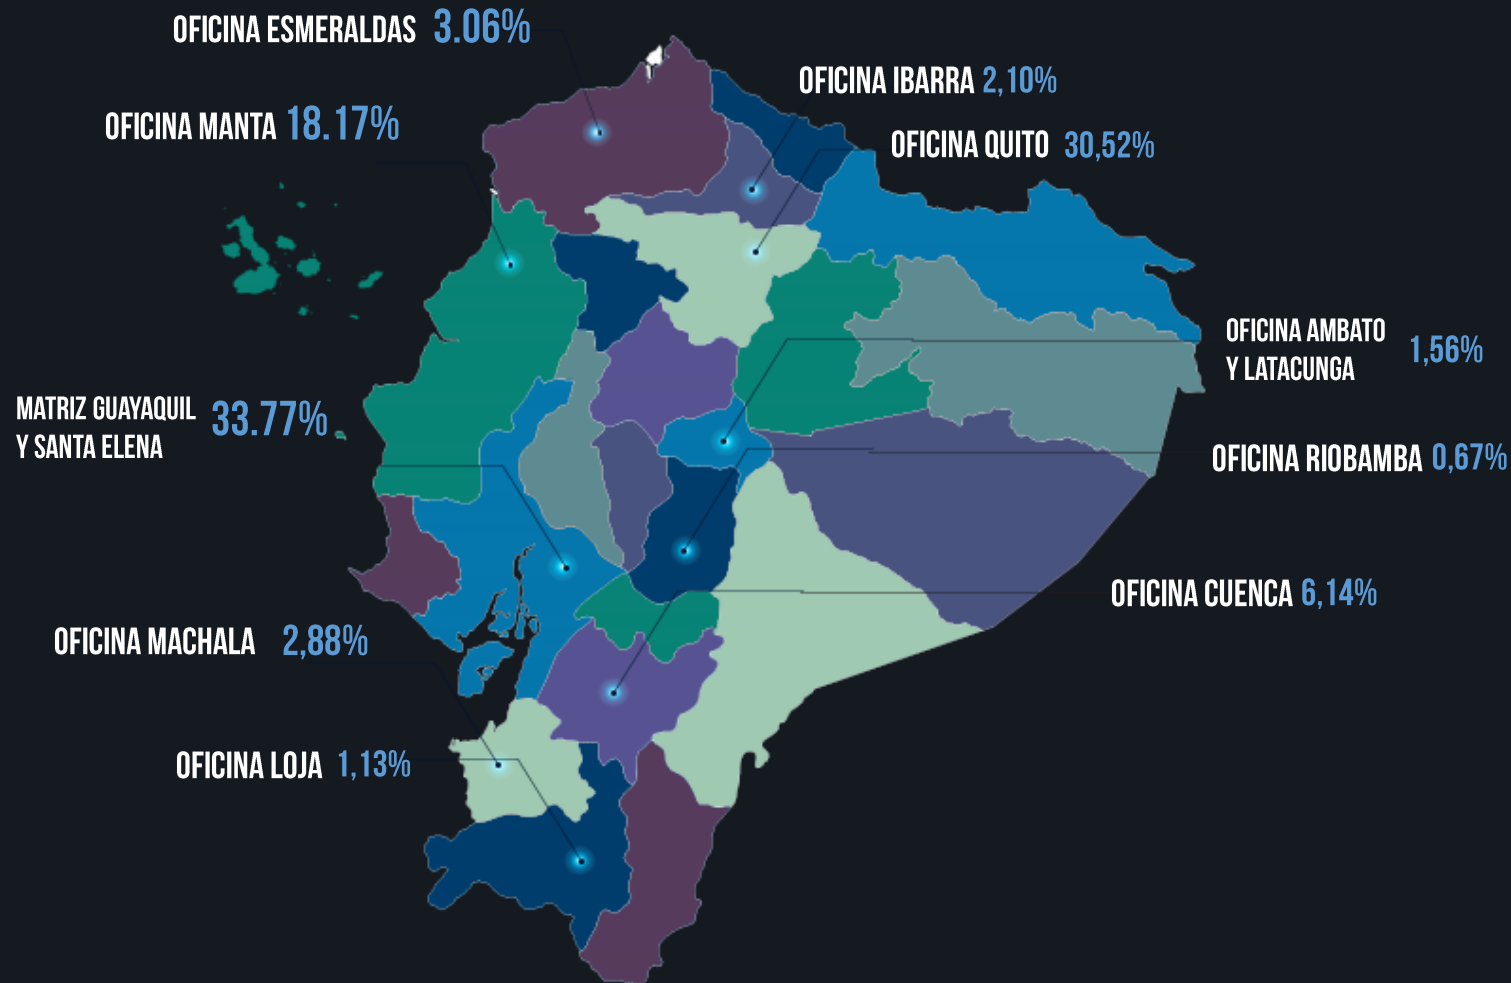 OFICINA ESMERALDAS 3.06%
OFICINA IBARRA 2,10%
OFICINA MANTA 18.17%
OFICINA QUITO 30,52%
OFICINA AMBATO
Y LATACUNGA 1,56%
MATRIZ GUAYAQUIL
Y SANTA ELENA 33.77%
OFICINA RIOBAMBA 0,67%
OFICINA CUENCA 6,14%
OFICINA MACHALA 2,88%
OFICINA LOJA 1,13%